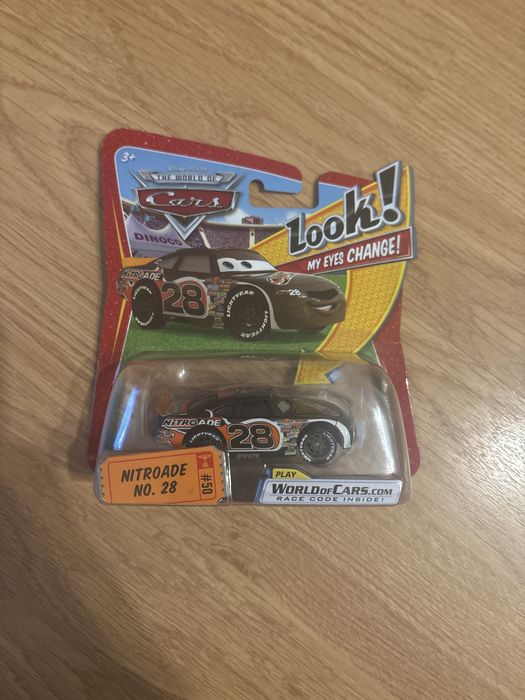 3+
DISNEY·PIXAR
THE WORLD OF
Cars
Look!
MY EYES CHANGE!
DINOCO
NITROADE
28
28
LIGHTYEAR
LIGHTYEAR
NITROADE
28
LIGHTYEAR
NITROADE
NO. 28
#50
PLAY
WORLDOFCARS.COM
RACE CODE INSIDE!